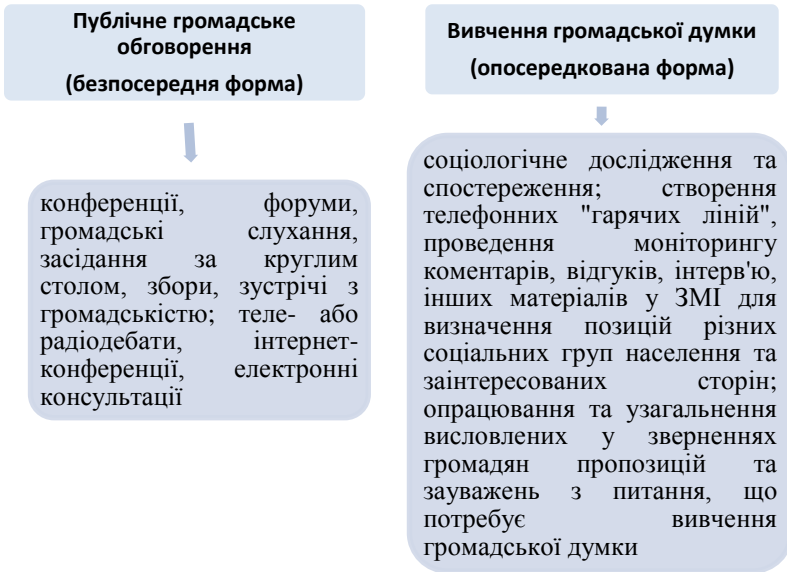 Публічне громадське
обговорення
(безпосередня форма)
конференції, форуми,
громадські слухання,
засідання за круглим
столом, збори, зустрічі з
громадськістю; теле- або
радіодебати, інтернет-
конференції, електронні
консультації
Вивчення громадської думки
(опосередкована форма)
соціологічне дослідження та
спостереження; створення
телефонних "гарячих ліній",
проведення моніторингу
коментарів, відгуків, інтерв'ю,
інших матеріалів у ЗМІ для
визначення позицій різних
соціальних груп населення та
заінтересованих сторін;
опрацювання та узагальнення
висловлених у зверненнях
громадян пропозицій та
зауважень з питання, що
потребує вивчення
громадської думки